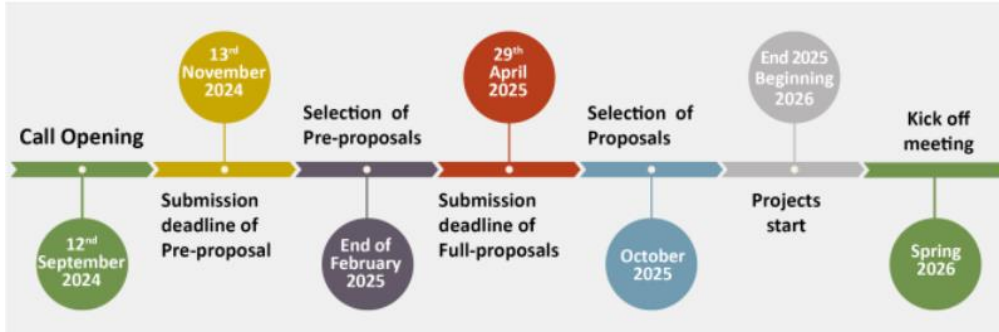 Call Opening
12nd
September
2024
13rd
November
2024
Submission
deadline of
Pre-proposal
Selection of
Pre-proposals
End of
February
2025
29th
April
2025
Submission
deadline of
Full-proposals
Selection of
Proposals
October
2025
End 2025
Beginning
2026
Projects
start
Kick off
meeting
Spring
2026